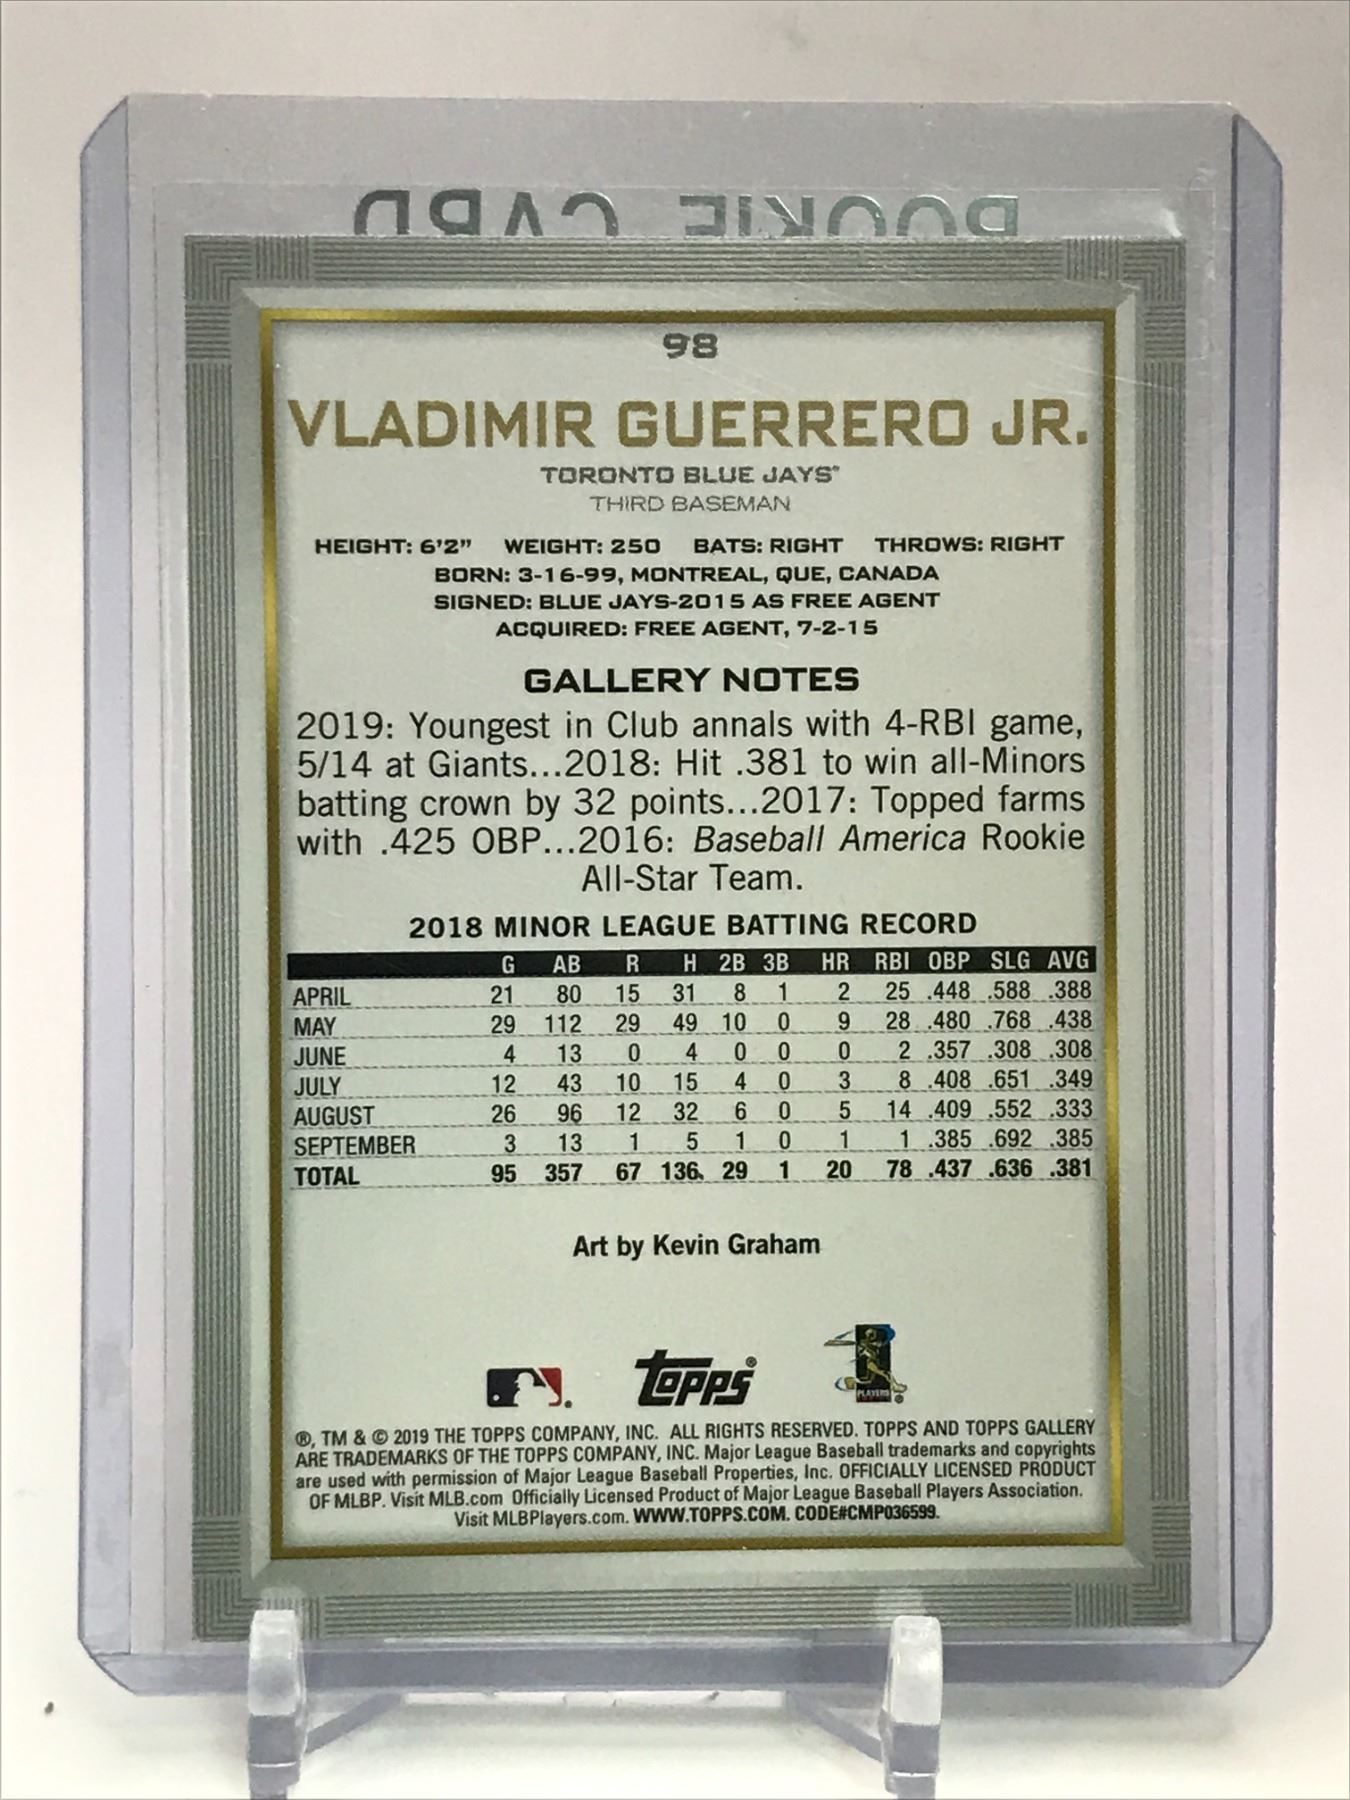 ROOKIE CARD
98
VLADIMIR GUERRERO JR.
TORONTO BLUE JAYS®
THIRD BASEMAN
HEIGHT: 6'2" WEIGHT: 250 BATS: RIGHT THROWS: RIGHT
BORN: 3-16-99, MONTREAL, QUE, CANADA
SIGNED: BLUE JAYS-2015 AS FREE AGENT
ACQUIRED: FREE AGENT, 7-2-15
GALLERY NOTES
2019: Youngest in Club annals with 4-RBI game,
5/14 at Giants...2018: Hit .381 to win all-Minors
batting crown by 32 points...2017: Topped farms
with .425 OBP...2016: Baseball America Rookie
All-Star Team.
2018 MINOR LEAGUE BATTING RECORD
G AB R H 2B 3B HR RBI OBP SLG AVG
APRIL 21 80 15 31 8 1 2 25 .448 .588 .388
MAY 29 112 29 49 10 0 9 28 .480 .768 .438
JUNE 4 13 0 4 0 0 0 2 .357 .308 .308
JULY 12 43 10 15 4 0 3 8 .408 .651 .349
AUGUST 26 96 12 32 6 0 5 14 .409 .552 .333
SEPTEMBER 3 13 1 5 1 0 1 1 .385 .692 .385
TOTAL 95 357 67 136 29 1 20 78 .437 .636 .381
Art by Kevin Graham
topps®
PLAYERS
®, TM & © 2019 THE TOPPS COMPANY, INC. ALL RIGHTS RESERVED. TOPPS AND TOPPS GALLERY
ARE TRADEMARKS OF THE TOPPS COMPANY, INC. Major League Baseball trademarks and copyrights
are used with permission of Major League Baseball Properties, Inc. OFFICIALLY LICENSED PRODUCT
OF MLBP. Visit MLB.com Officially Licensed Product of Major League Baseball Players Association.
Visit MLBPlayers.com. WWW.TOPPS.COM. CODE#CMP036599.